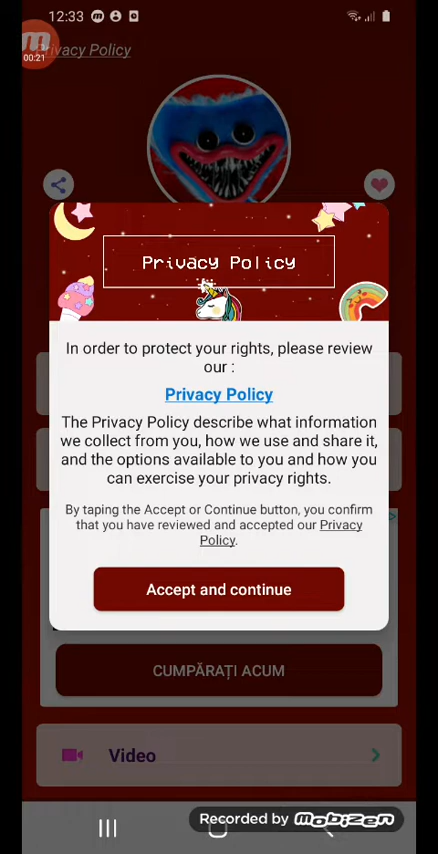 12:33
00:21
Privacy Policy
Privacy Policy
In order to protect your rights, please review
our :
Privacy Policy
The Privacy Policy describe what information
we collect from you, how we use and share it,
and the options available to you and how you
can exercise your privacy rights.
By taping the Accept or Continue button, you confirm
that you have reviewed and accepted our Privacy
Policy.
Accept and continue
CUMPĂRAȚI ACUM
Video
Recorded by MOBIZEN